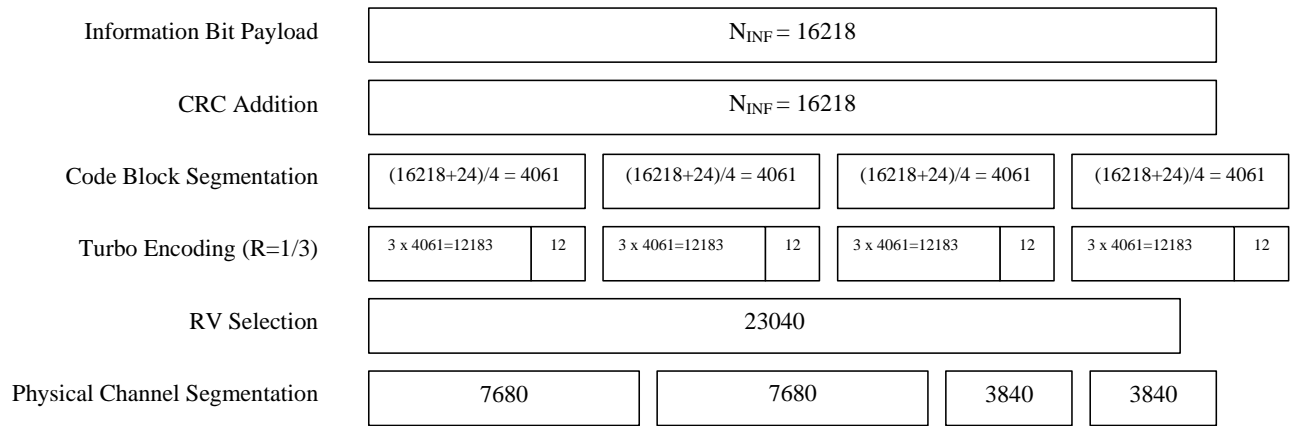 Information Bit Payload N_INF = 16218
CRC Addition N_INF = 16218
Code Block Segmentation (16218+24)/4 = 4061 (16218+24)/4 = 4061 (16218+24)/4 = 4061 (16218+24)/4 = 4061
Turbo Encoding (R=1/3) 3 x 4061=12183 12 3 x 4061=12183 12 3 x 4061=12183 12 3 x 4061=12183 12
RV Selection 23040
Physical Channel Segmentation 7680 7680 3840 3840